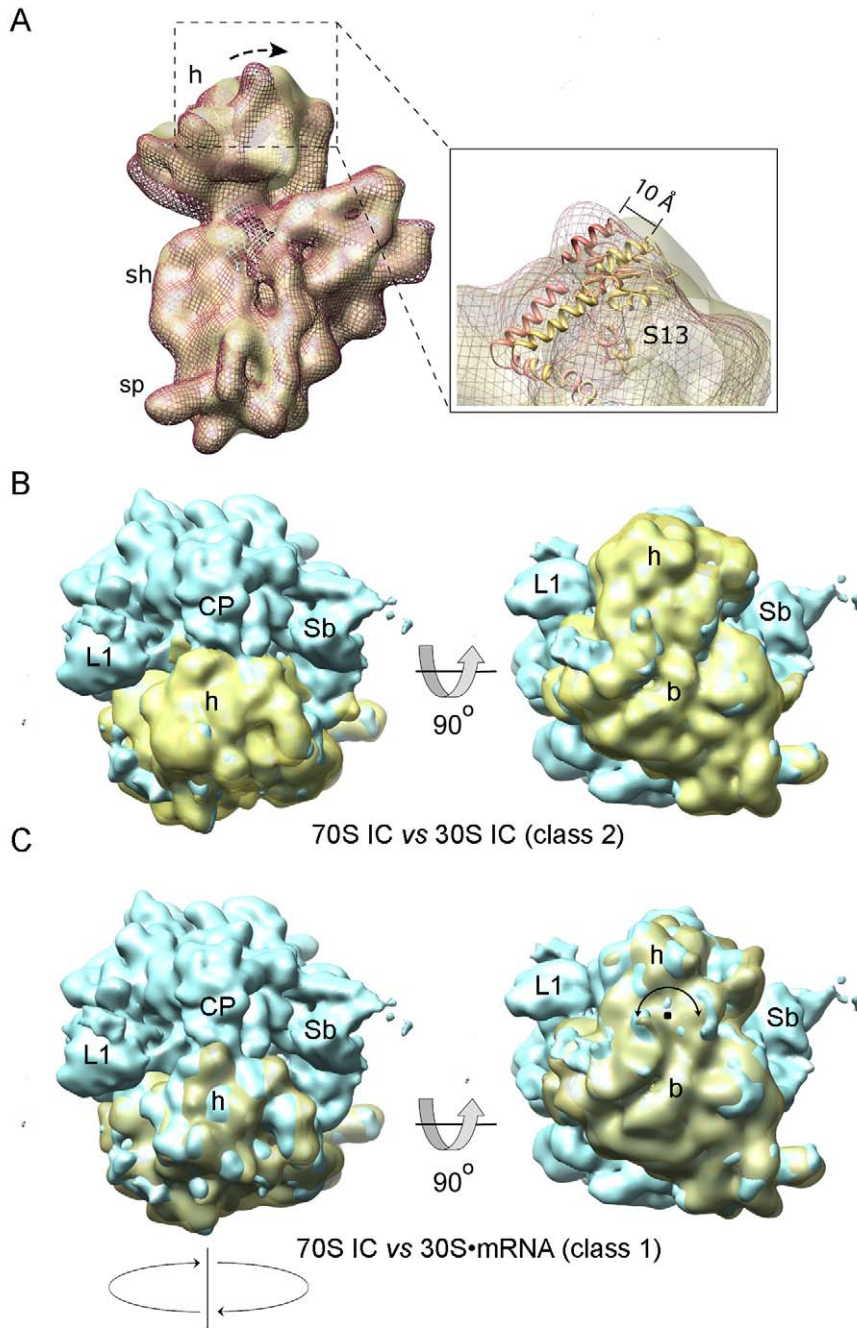 A
h
sh
sp
10 Å
S13
B
CP
L1
Sb
h
90°
h
L1
Sb
b
70S IC vs 30S IC (class 2)
C
CP
L1
Sb
h
90°
h
L1
Sb
b
70S IC vs 30S•mRNA (class 1)